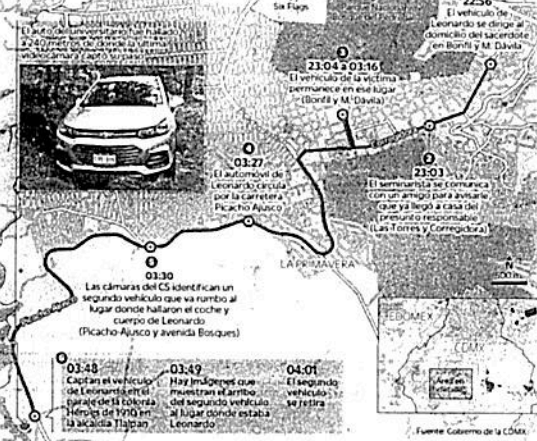 Six Flags
22:56
El vehículo de
Leonardo se dirige al
domicilio del sacerdote
en Bonfil y M. Dávila
El auto del universitario fue hallado
a 240 metros de donde la última
videocámara captó su paso
3
23:04 a 03:16
El vehículo de la víctima
permanece en ese lugar
(Bonfil y M. Dávila)
2
23:03
El seminarista se comunica
con un amigo para avisarle
que ya llegó a casa del
presunto responsable
(Las Torres y Corregidora)
4
03:27
El automóvil de
Leonardo circula
por la carretera
Picacho Ajusco
LA PRIMAVERA
5
03:30
Las cámaras del C5 identifican un
segundo vehículo que va rumbo al
lugar donde hallaron el coche y
cuerpo de Leonardo
(Picacho-Ajusco y avenida Bosques)
N
500 m
6
03:48
Captan el vehículo
de Leonardo en el
paraje de la colonia
Héroes de 1910 en
la alcaldía Tlalpan
03:49
Hay imágenes que
muestran el arribo
del segundo vehículo
al lugar donde estaba
Leonardo
04:01
El segundo
vehículo
se retira
EDOMEX
CDMX
Área en
Fuente: Gobierno de la CDMX